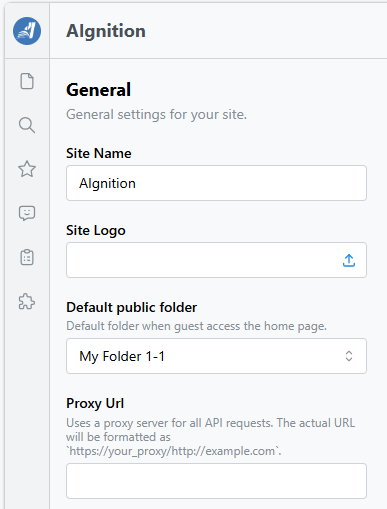 AIgnition
General
General settings for your site.
Site Name
AIgnition
Site Logo
Default public folder
Default folder when guest access the home page.
My Folder 1-1
Proxy Url
Uses a proxy server for all API requests. The actual URL
will be formatted as
`https://your_proxy/http://example.com`.